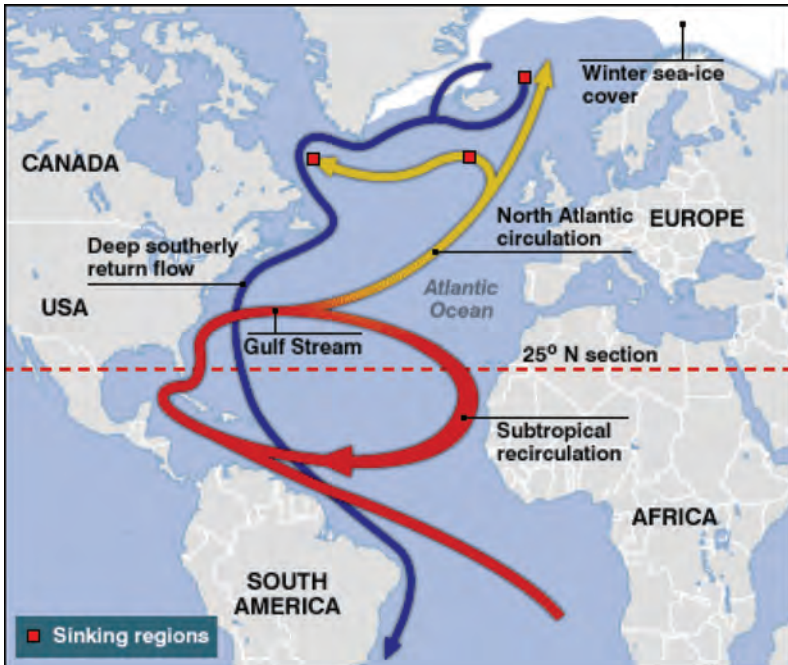 Winter sea-ice
cover
CANADA
North Atlantic
circulation
EUROPE
Deep southerly
return flow
USA
Atlantic
Ocean
Gulf Stream
25º N section
Subtropical
recirculation
AFRICA
SOUTH
AMERICA
Sinking regions